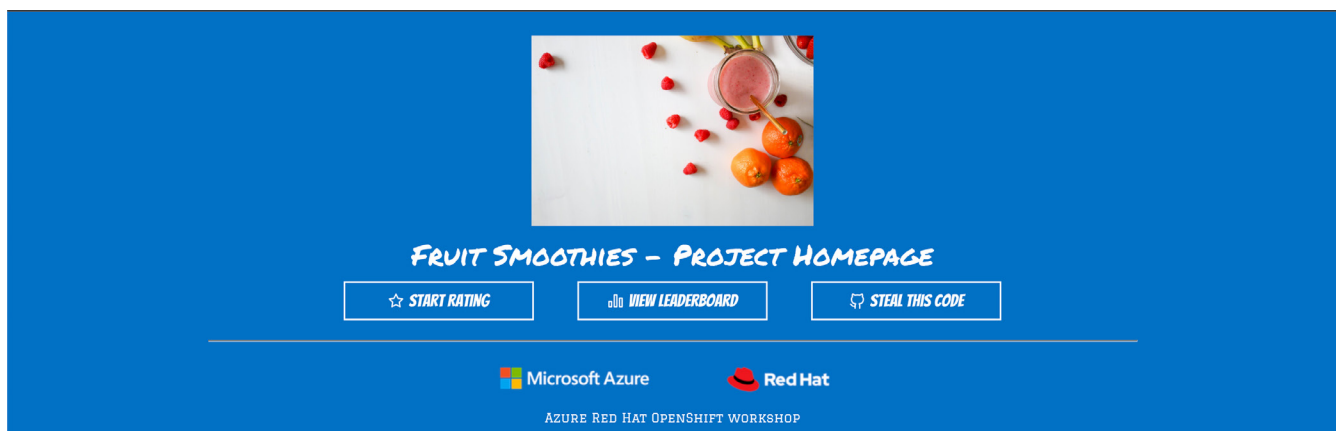 Fruit Smoothies – Project Homepage
START RATING
VIEW LEADERBOARD
STEAL THIS CODE
Microsoft Azure
Red Hat
Azure Red Hat OpenShift workshop